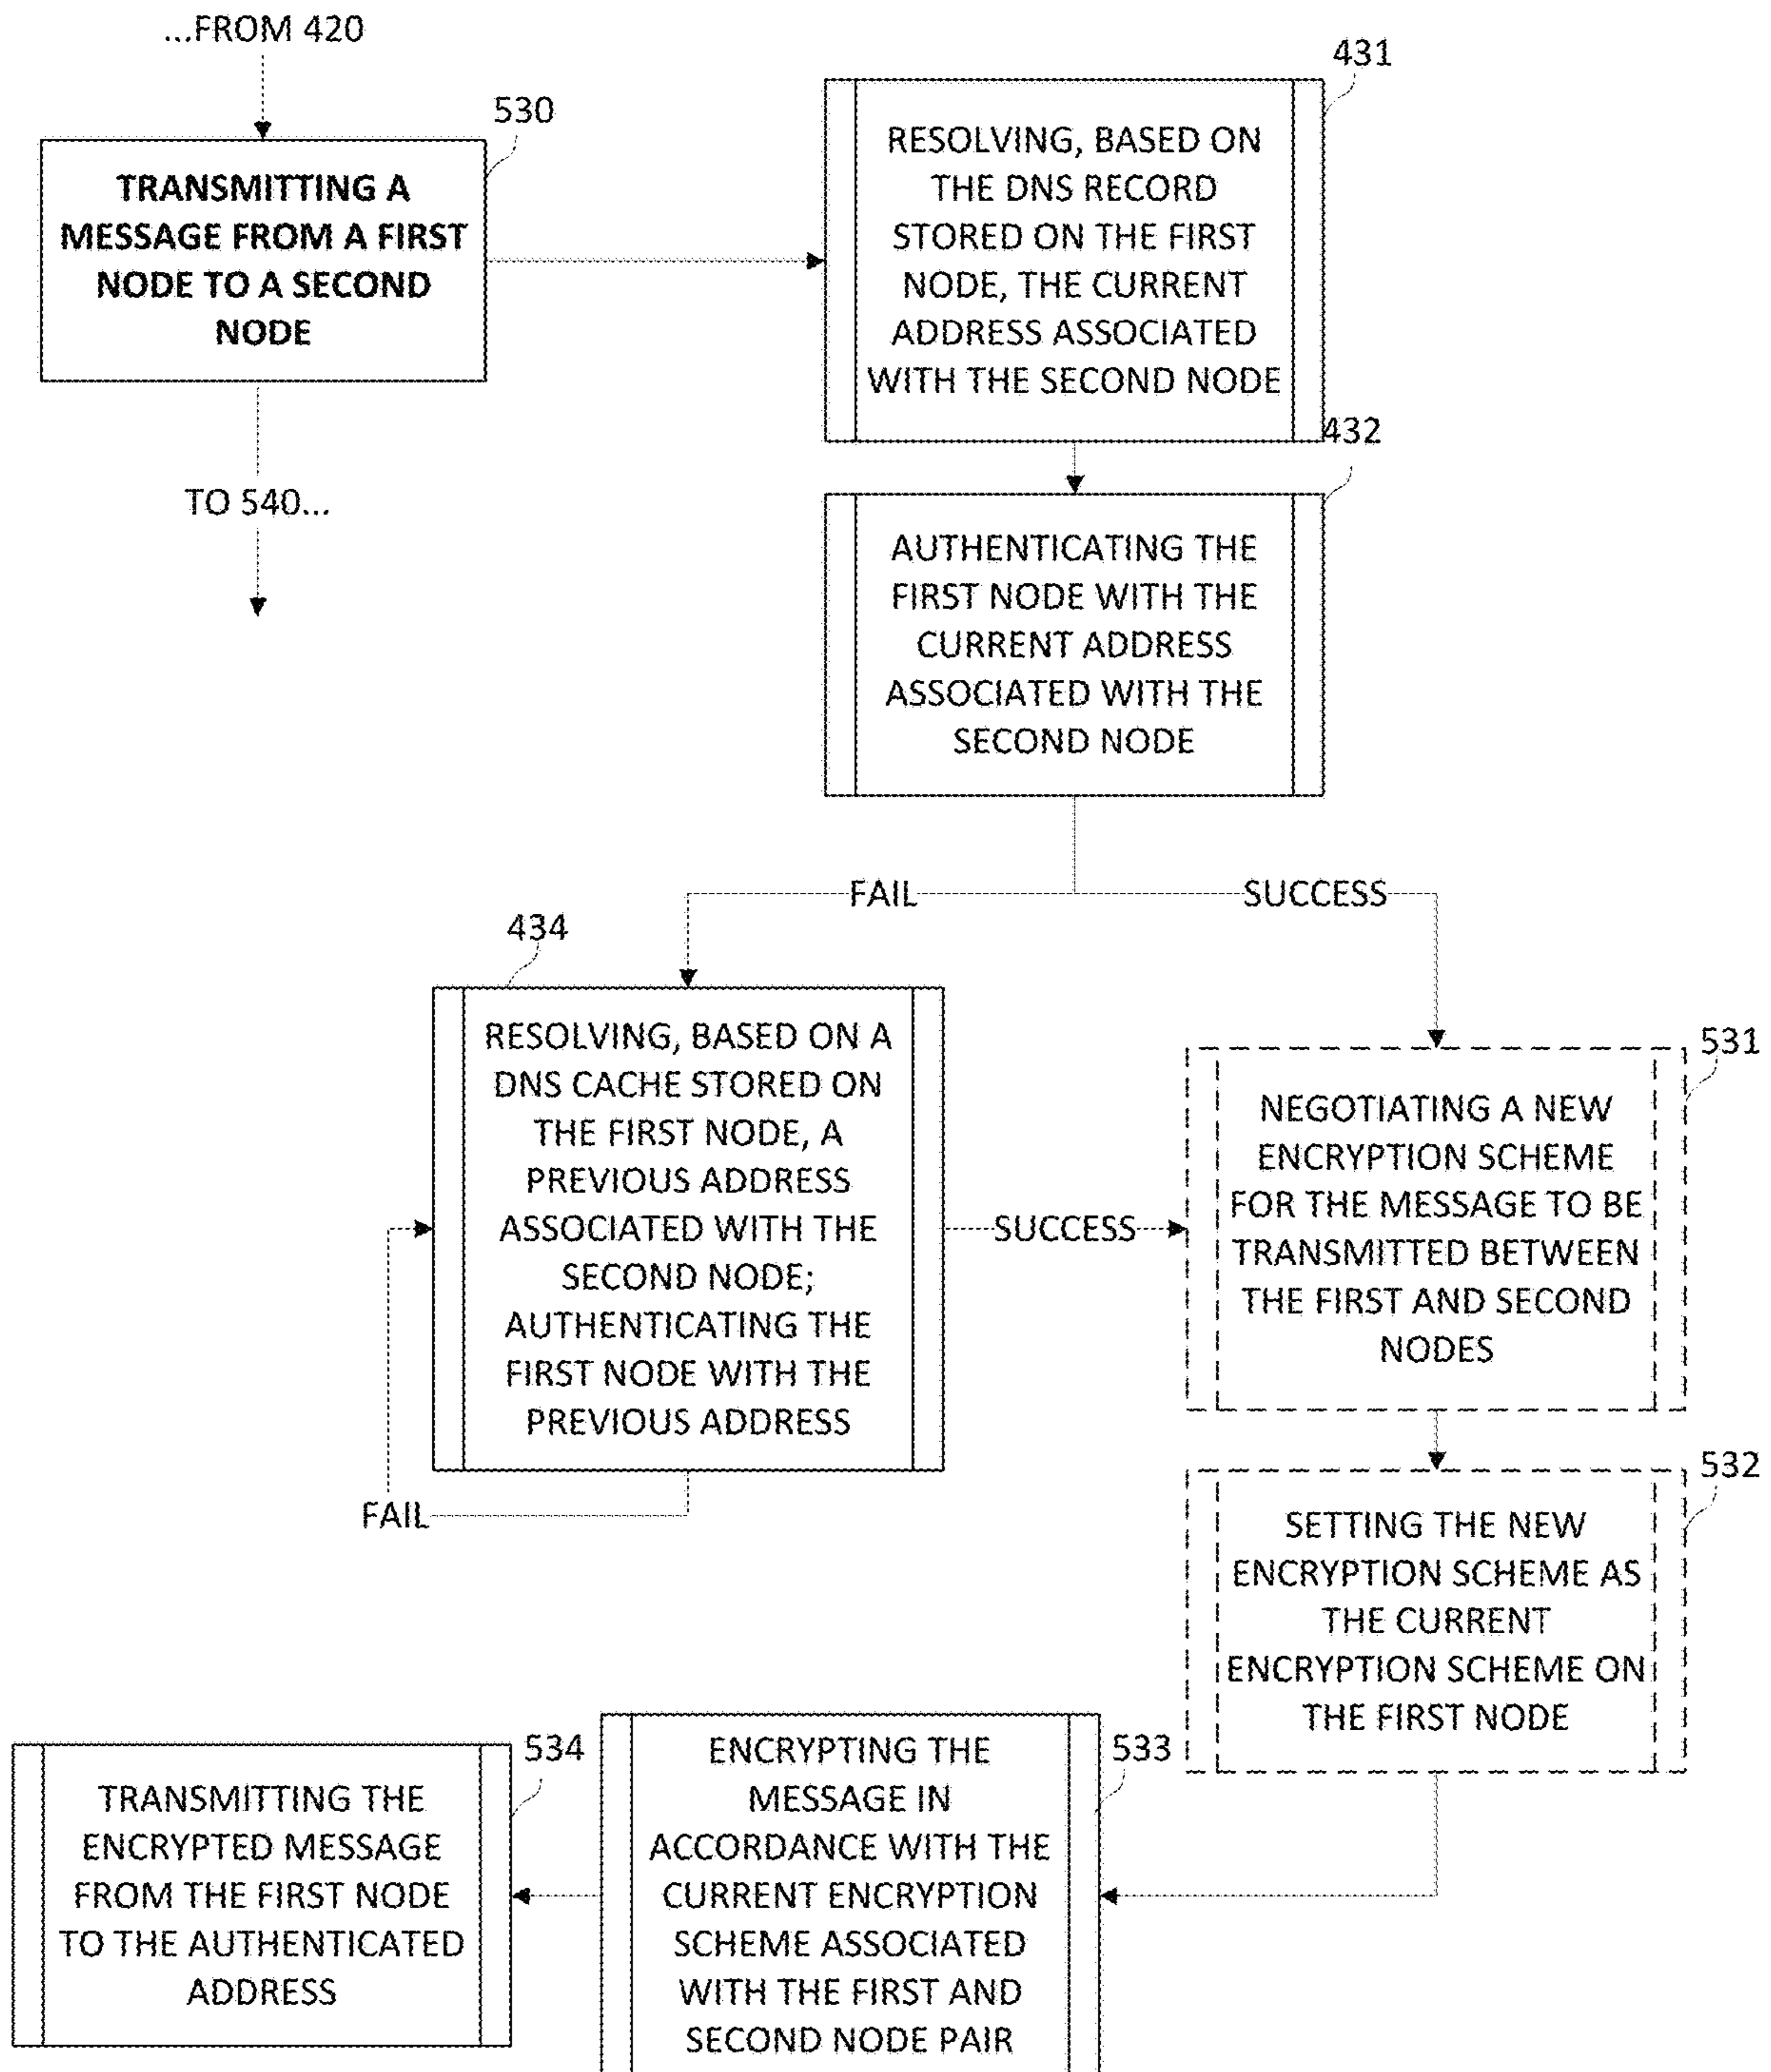 ...FROM 420
530
TRANSMITTING A
MESSAGE FROM A FIRST
NODE TO A SECOND
NODE
TO 540...
431
RESOLVING, BASED ON
THE DNS RECORD
STORED ON THE FIRST
NODE, THE CURRENT
ADDRESS ASSOCIATED
WITH THE SECOND NODE
432
AUTHENTICATING THE
FIRST NODE WITH THE
CURRENT ADDRESS
ASSOCIATED WITH THE
SECOND NODE
FAIL
SUCCESS
434
RESOLVING, BASED ON A
DNS CACHE STORED ON
THE FIRST NODE, A
PREVIOUS ADDRESS
ASSOCIATED WITH THE
SECOND NODE;
AUTHENTICATING THE
FIRST NODE WITH THE
PREVIOUS ADDRESS
FAIL
SUCCESS
531
NEGOTIATING A NEW
ENCRYPTION SCHEME
FOR THE MESSAGE TO BE
TRANSMITTED BETWEEN
THE FIRST AND SECOND
NODES
532
SETTING THE NEW
ENCRYPTION SCHEME AS
THE CURRENT
ENCRYPTION SCHEME ON
THE FIRST NODE
533
ENCRYPTING THE
MESSAGE IN
ACCORDANCE WITH THE
CURRENT ENCRYPTION
SCHEME ASSOCIATED
WITH THE FIRST AND
SECOND NODE PAIR
534
TRANSMITTING THE
ENCRYPTED MESSAGE
FROM THE FIRST NODE
TO THE AUTHENTICATED
ADDRESS